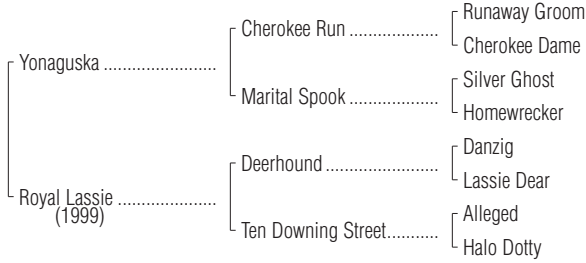 Runaway Groom
Cherokee Run ...................
Cherokee Dame
Yonaguska ........................
Silver Ghost
Marital Spook ...................
Homewrecker
Danzig
Deerhound ........................
Lassie Dear
Royal Lassie .....................
(1999)
Alleged
Ten Downing Street...........
Halo Dotty